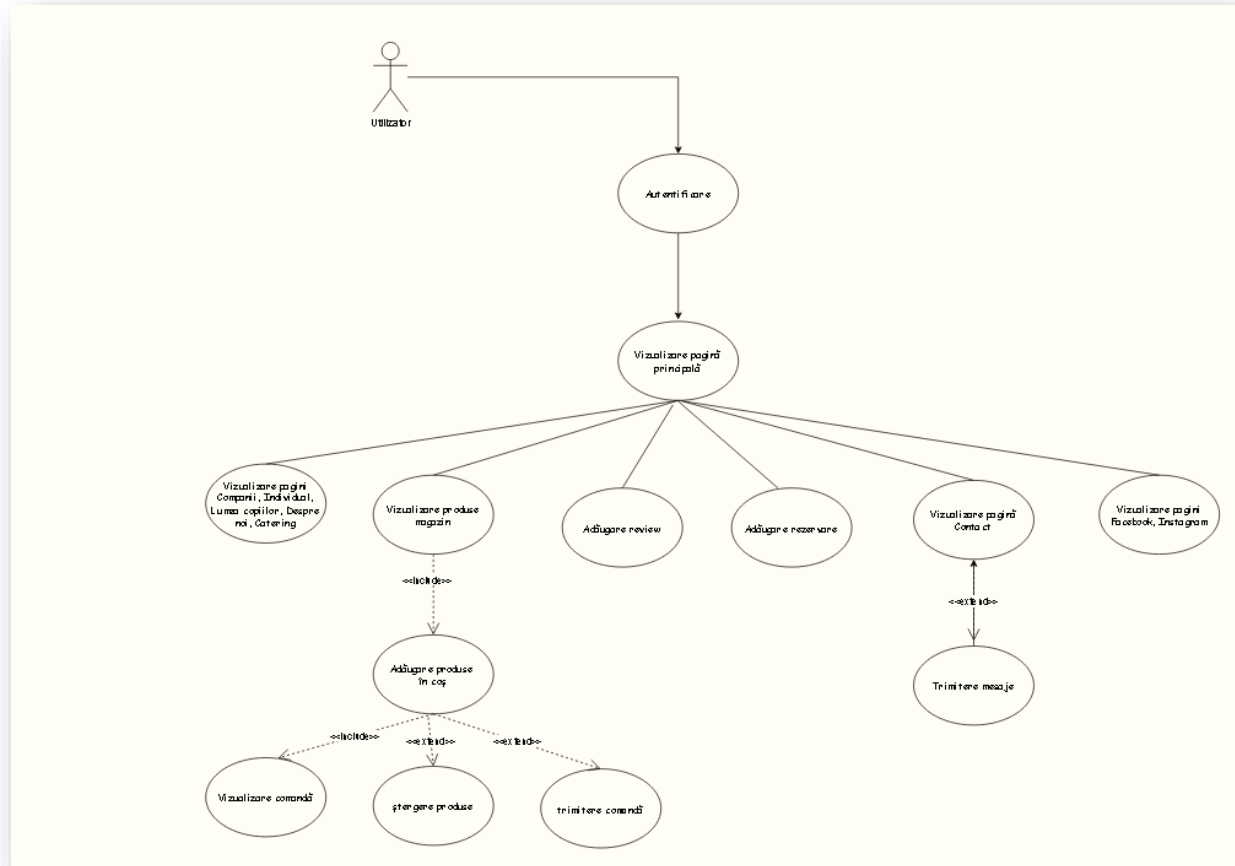 Utilizator
Autentificare
Vizualizare pagină
principală
Vizualizare pagini
Companii, Individual,
Lumea copiilor, Despre
noi, Catering
Vizualizare produse
magazin
Adăugare review
Adăugare rezervare
Vizualizare pagină
Contact
Vizualizare pagini
Facebook, Instagram
<<include>>
<<extend>>
Adăugare produse
în coș
Trimitere mesaje
<<include>>
<<extend>>
<<extend>>
Vizualizare comandă
ștergere produse
trimitere comandă